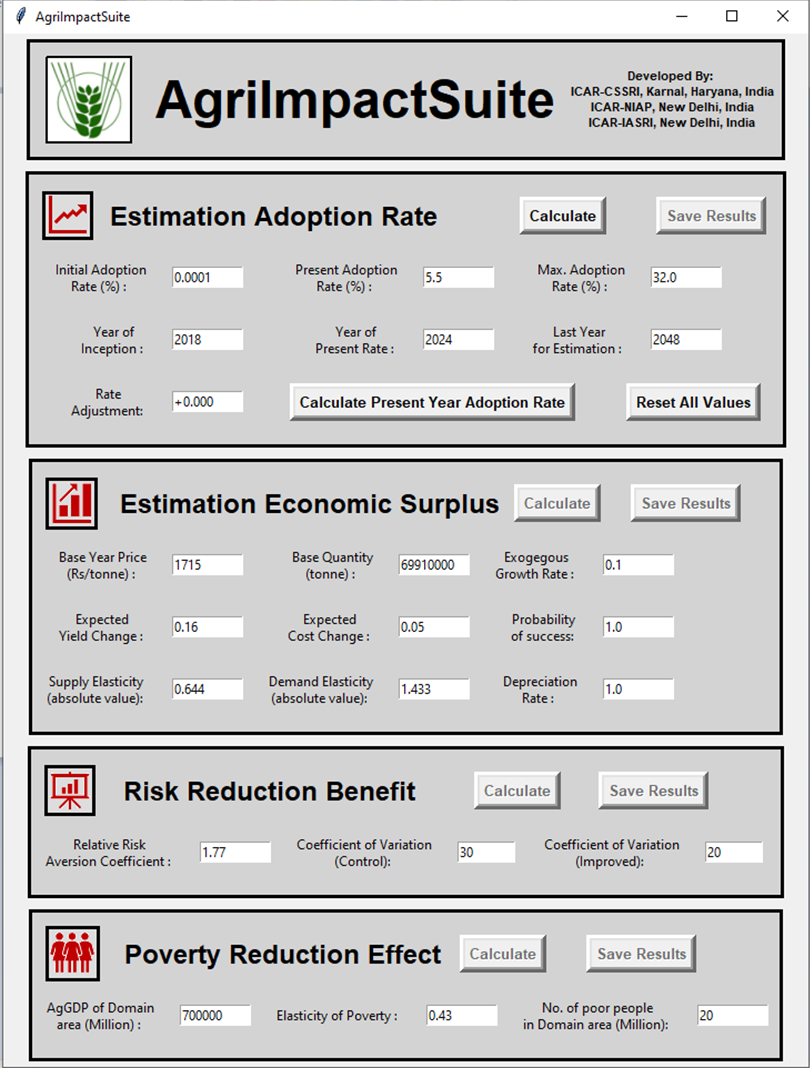 AgriImpactSuite
AgriImpactSuite
Developed By:
ICAR-CSSRI, Karnal, Haryana, India
ICAR-NIAP, New Delhi, India
ICAR-IASRI, New Delhi, India
Estimation Adoption Rate
Calculate
Save Results
Initial Adoption
Rate (%) :
0.0001
Present Adoption
Rate (%) :
5.5
Max. Adoption
Rate (%) :
32.0
Year of
Inception :
2018
Year of
Present Rate :
2024
Last Year
for Estimation :
2048
Rate
Adjustment:
+0.000
Calculate Present Year Adoption Rate
Reset All Values
Estimation Economic Surplus
Calculate
Save Results
Base Year Price
(Rs/tonne) :
1715
Base Quantity
(tonne) :
69910000
Exogegous
Growth Rate :
0.1
Expected
Yield Change :
0.16
Expected
Cost Change :
0.05
Probability
of success:
1.0
Supply Elasticity
(absolute value):
0.644
Demand Elasticity
(absolute value):
1.433
Depreciation
Rate :
1.0
Risk Reduction Benefit
Calculate
Save Results
Relative Risk
Aversion Coefficient :
1.77
Coefficient of Variation
(Control):
30
Coefficient of Variation
(Improved):
20
Poverty Reduction Effect
Calculate
Save Results
AgGDP of Domain
area (Million) :
700000
Elasticity of Poverty :
0.43
No. of poor people
in Domain area (Million):
20